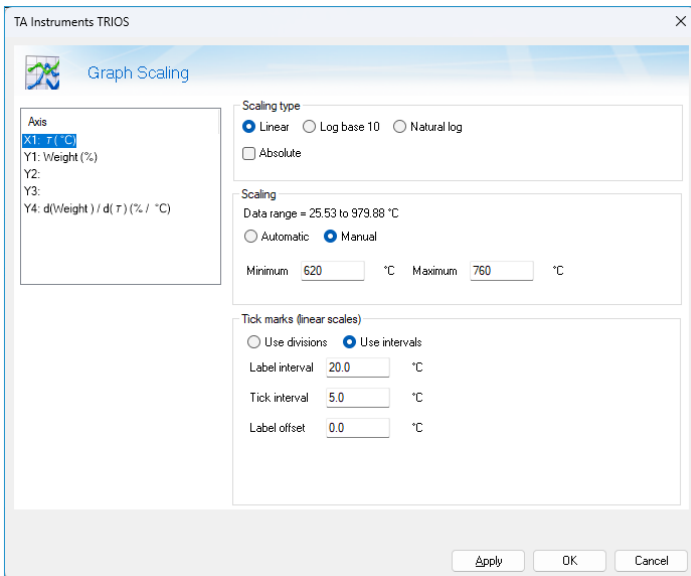 TA Instruments TRIOS
Graph Scaling
Axis
X1: T ( °C)
Y1: Weight (%)
Y2:
Y3:
Y4: d(Weight ) / d( T ) (% / °C)
Scaling type
Linear Log base 10 Natural log
Absolute
Scaling
Data range = 25.53 to 979.88 °C
Automatic Manual
Minimum 620 °C Maximum 760 °C
Tick marks (linear scales)
Use divisions Use intervals
Label interval 20.0 °C
Tick interval 5.0 °C
Label offset 0.0 °C
Apply OK Cancel